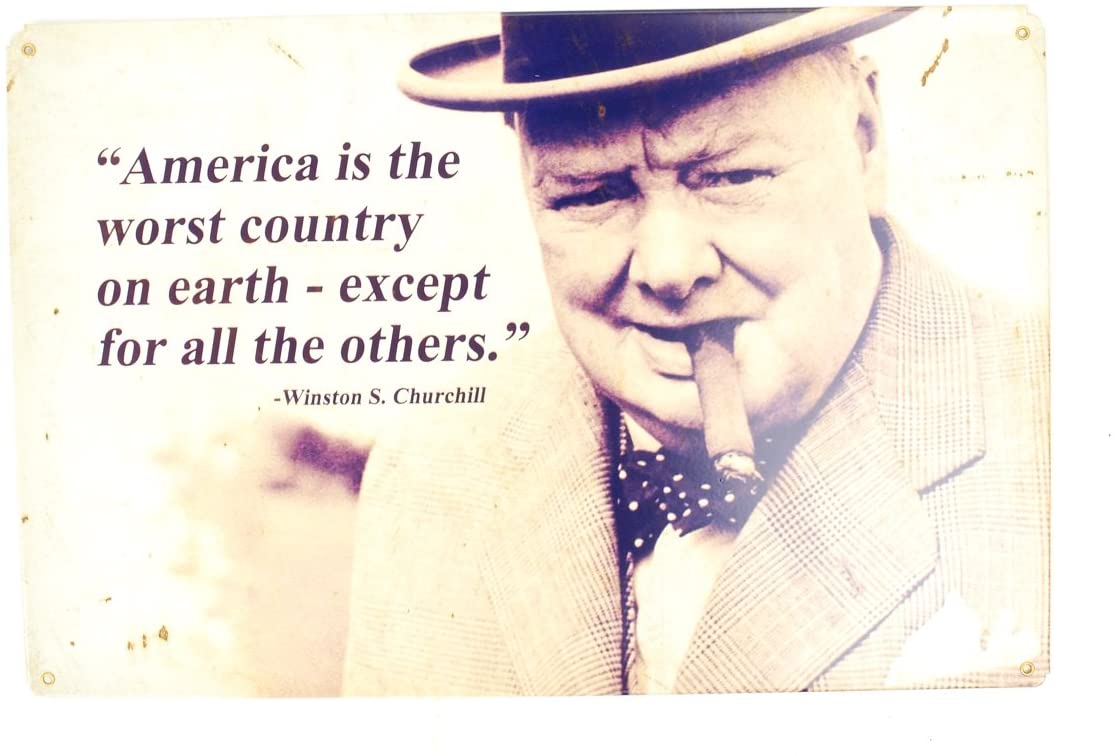 “America is the
worst country
on earth - except
for all the others.”
-Winston S. Churchill